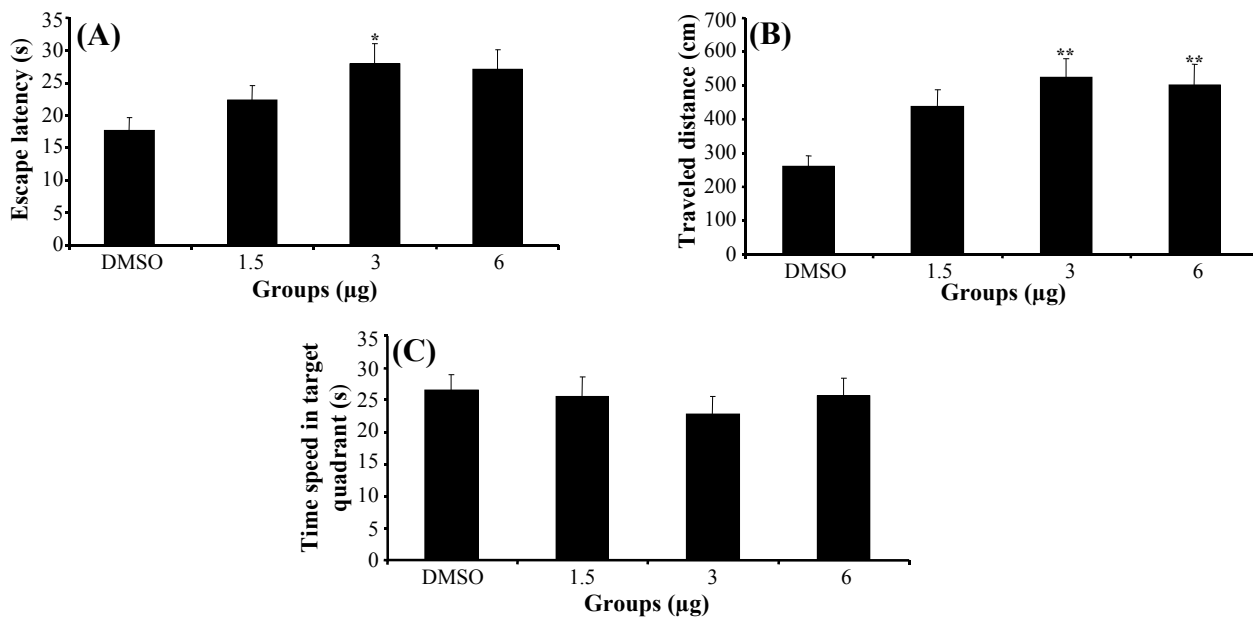 (A)
Escape latency (s)
35
30
25
20
15
10
5
0
*
DMSO 1.5 3 6
Groups (µg)
(B)
Traveled distance (cm)
700
600
500
400
300
200
100
0
** **
DMSO 1.5 3 6
Groups (µg)
(C)
Time speed in target
quadrant (s)
35
30
25
20
15
10
5
0
DMSO 1.5 3 6
Groups (µg)